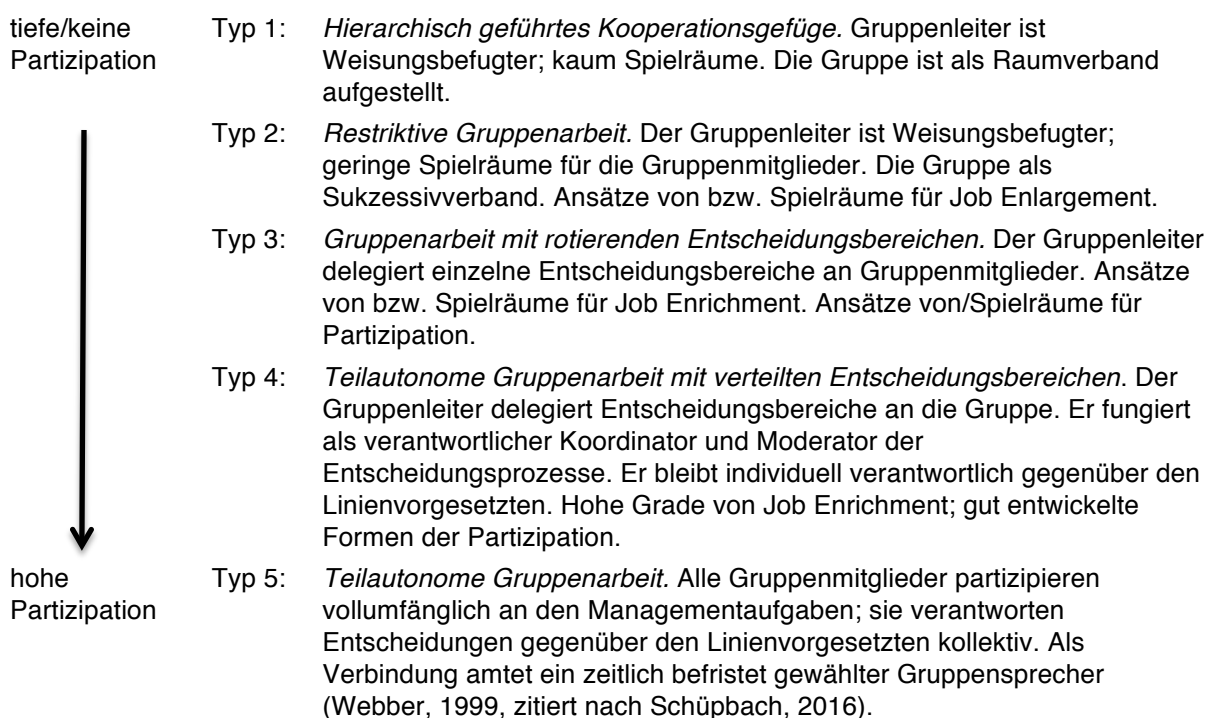 tiefe/keine Typ 1: Hierarchisch geführtes Kooperationsgefüge. Gruppenleiter ist
Partizipation Weisungsbefugter; kaum Spielräume. Die Gruppe ist als Raumverband
aufgestellt.
Typ 2: Restriktive Gruppenarbeit. Der Gruppenleiter ist Weisungsbefugter;
geringe Spielräume für die Gruppenmitglieder. Die Gruppe als
Sukzessivverband. Ansätze von bzw. Spielräume für Job Enlargement.
Typ 3: Gruppenarbeit mit rotierenden Entscheidungsbereichen. Der Gruppenleiter
delegiert einzelne Entscheidungsbereiche an Gruppenmitglieder. Ansätze
von bzw. Spielräume für Job Enrichment. Ansätze von/Spielräume für
Partizipation.
Typ 4: Teilautonome Gruppenarbeit mit verteilten Entscheidungsbereichen. Der
Gruppenleiter delegiert Entscheidungsbereiche an die Gruppe. Er fungiert
als verantwortlicher Koordinator und Moderator der
Entscheidungsprozesse. Er bleibt individuell verantwortlich gegenüber den
Linienvorgesetzten. Hohe Grade von Job Enrichment; gut entwickelte
Formen der Partizipation.
hohe Typ 5: Teilautonome Gruppenarbeit. Alle Gruppenmitglieder partizipieren
Partizipation vollumfänglich an den Managementaufgaben; sie verantworten
Entscheidungen gegenüber den Linienvorgesetzten kollektiv. Als
Verbindung amtet ein zeitlich befristet gewählter Gruppensprecher
(Webber, 1999, zitiert nach Schüpbach, 2016).